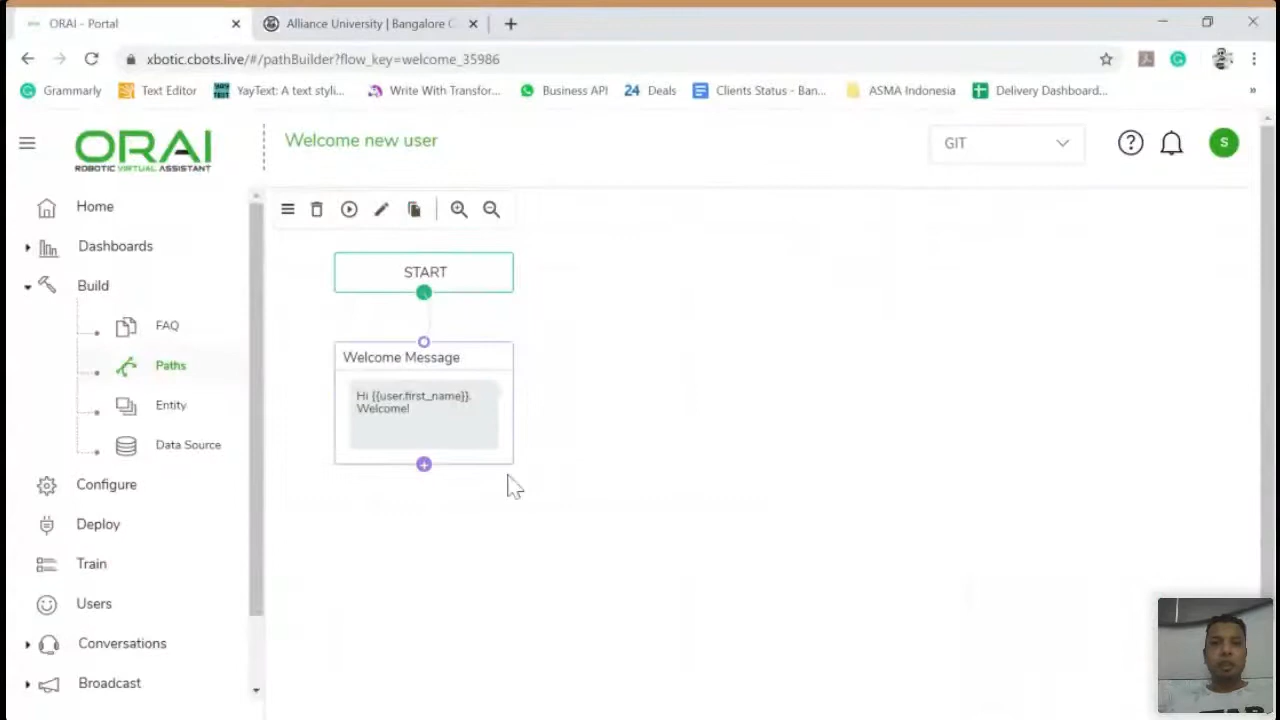 ORAI - Portal
Alliance University | Bangalore
xbotic.cbots.live/#/pathBuilder?flow_key=welcome_35986
Grammarly
Text Editor
YayText: A text styli...
Write With Transfor...
Business API
24 Deals
Clients Status - Ban...
ASMA Indonesia
Delivery Dashboard...
»
ORAI
ROBOTIC VIRTUAL ASSISTANT
Welcome new user
GIT
S
Home
Dashboards
Build
FAQ
Paths
Entity
Data Source
Configure
Deploy
Train
Users
Conversations
Broadcast
START
Welcome Message
Hi {{user.first_name}}.
Welcome!